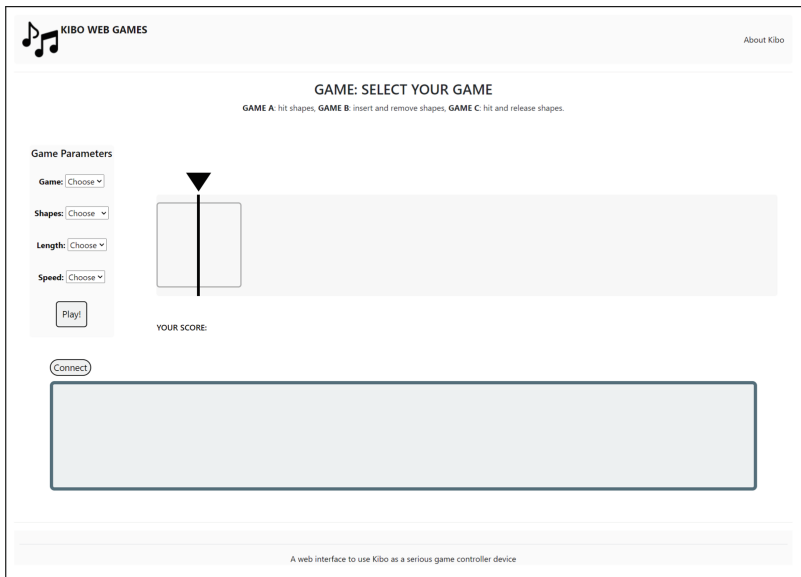 KIBO WEB GAMES
About Kibo
GAME: SELECT YOUR GAME
GAME A: hit shapes, GAME B: insert and remove shapes, GAME C: hit and release shapes.
Game Parameters
Game: Choose
Shapes: Choose
Length: Choose
Speed: Choose
Play!
YOUR SCORE:
Connect
A web interface to use Kibo as a serious game controller device